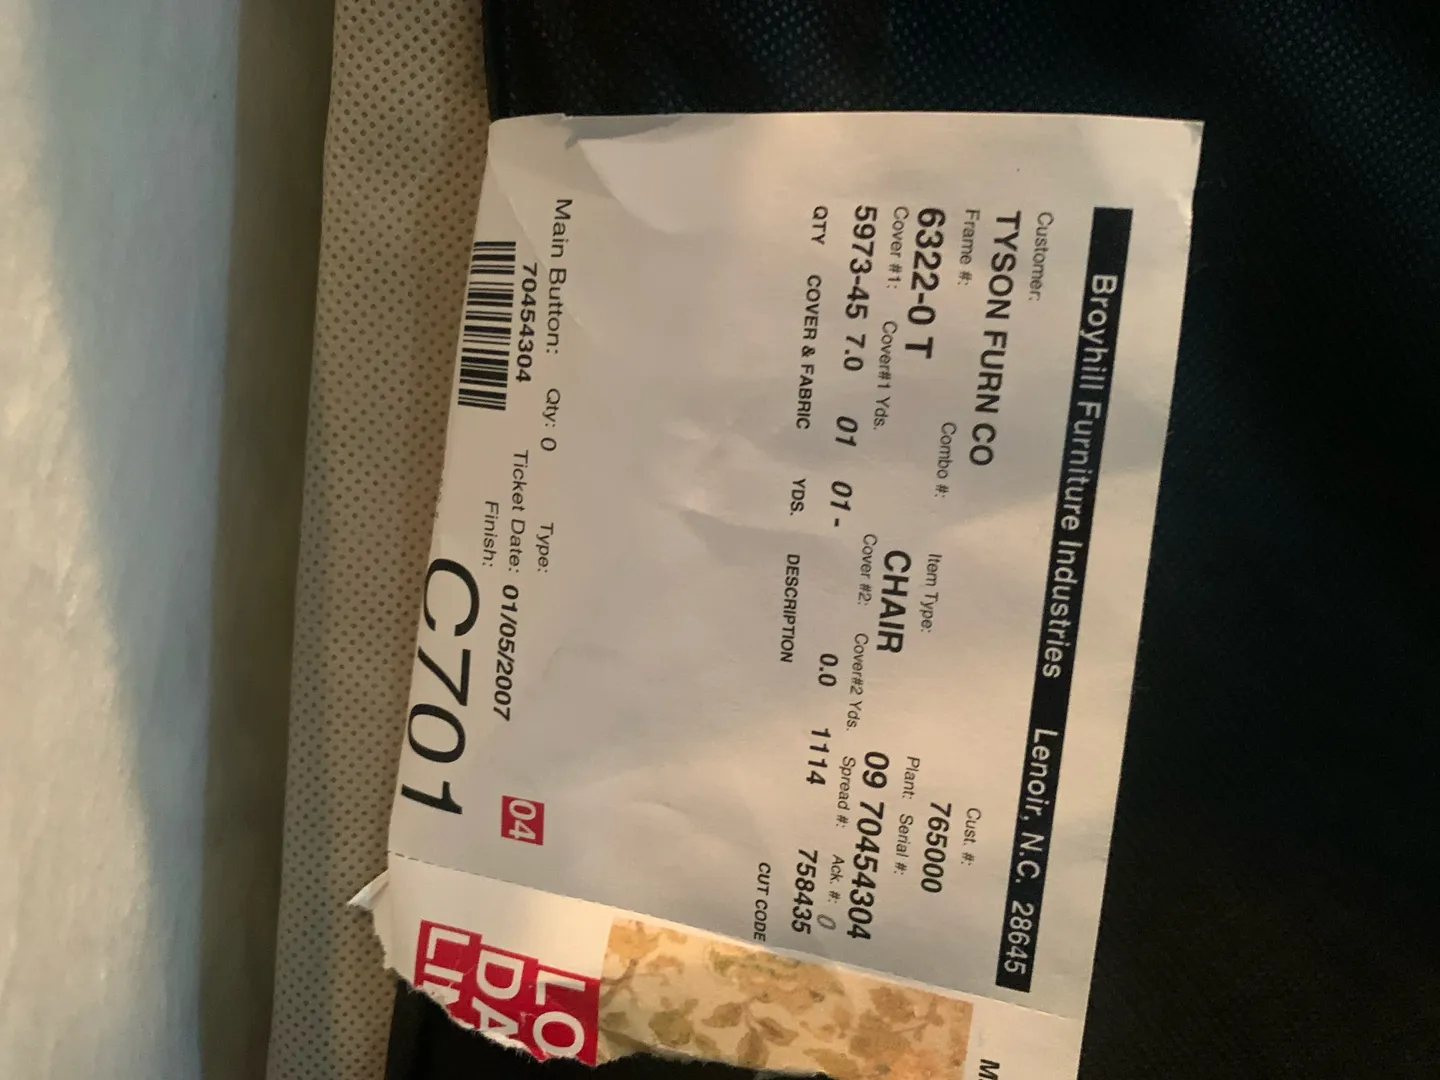 Broyhill Furniture Industries Lenoir, N.C. 28645
Customer: Cust. #:
TYSON FURN CO 765000
Frame #: Combo #: Item Type: Plant: Serial #:
6322-0 T CHAIR 09 70454304
Cover #1: Cover#1 Yds. Cover #2: Cover#2 Yds. Spread #: Ack. #:
5973-45 7.0 01 01 - 0.0 1114 758435 0
QTY COVER & FABRIC YDS. DESCRIPTION CUT CODE
Main Button: Qty: 0 Type:
70454304 Ticket Date: 01/05/2007 04
Finish:
C701
LO
DA